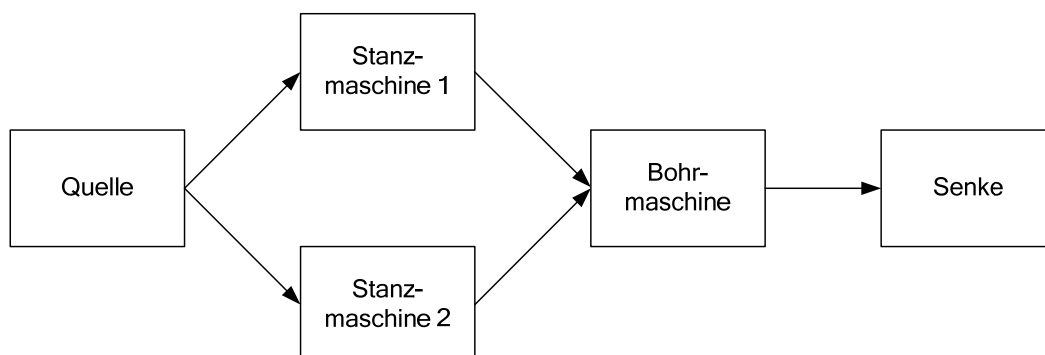 Stanz-
maschine 1
Quelle
Bohr-
maschine
Senke
Stanz-
maschine 2